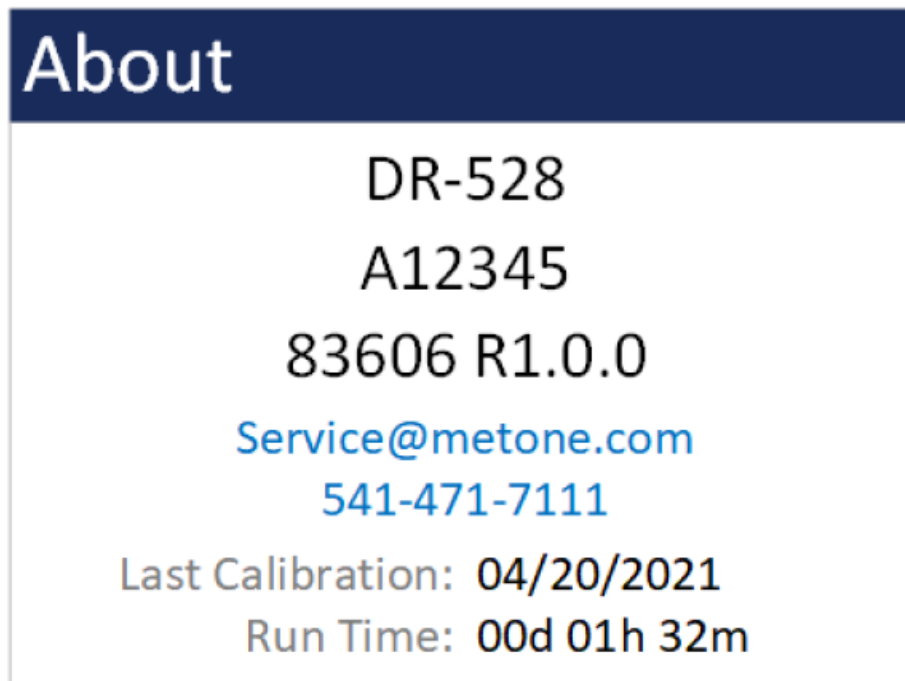 About
DR-528
A12345
83606 R1.0.0
Service@metone.com
541-471-7111
Last Calibration: 04/20/2021
Run Time: 00d 01h 32m